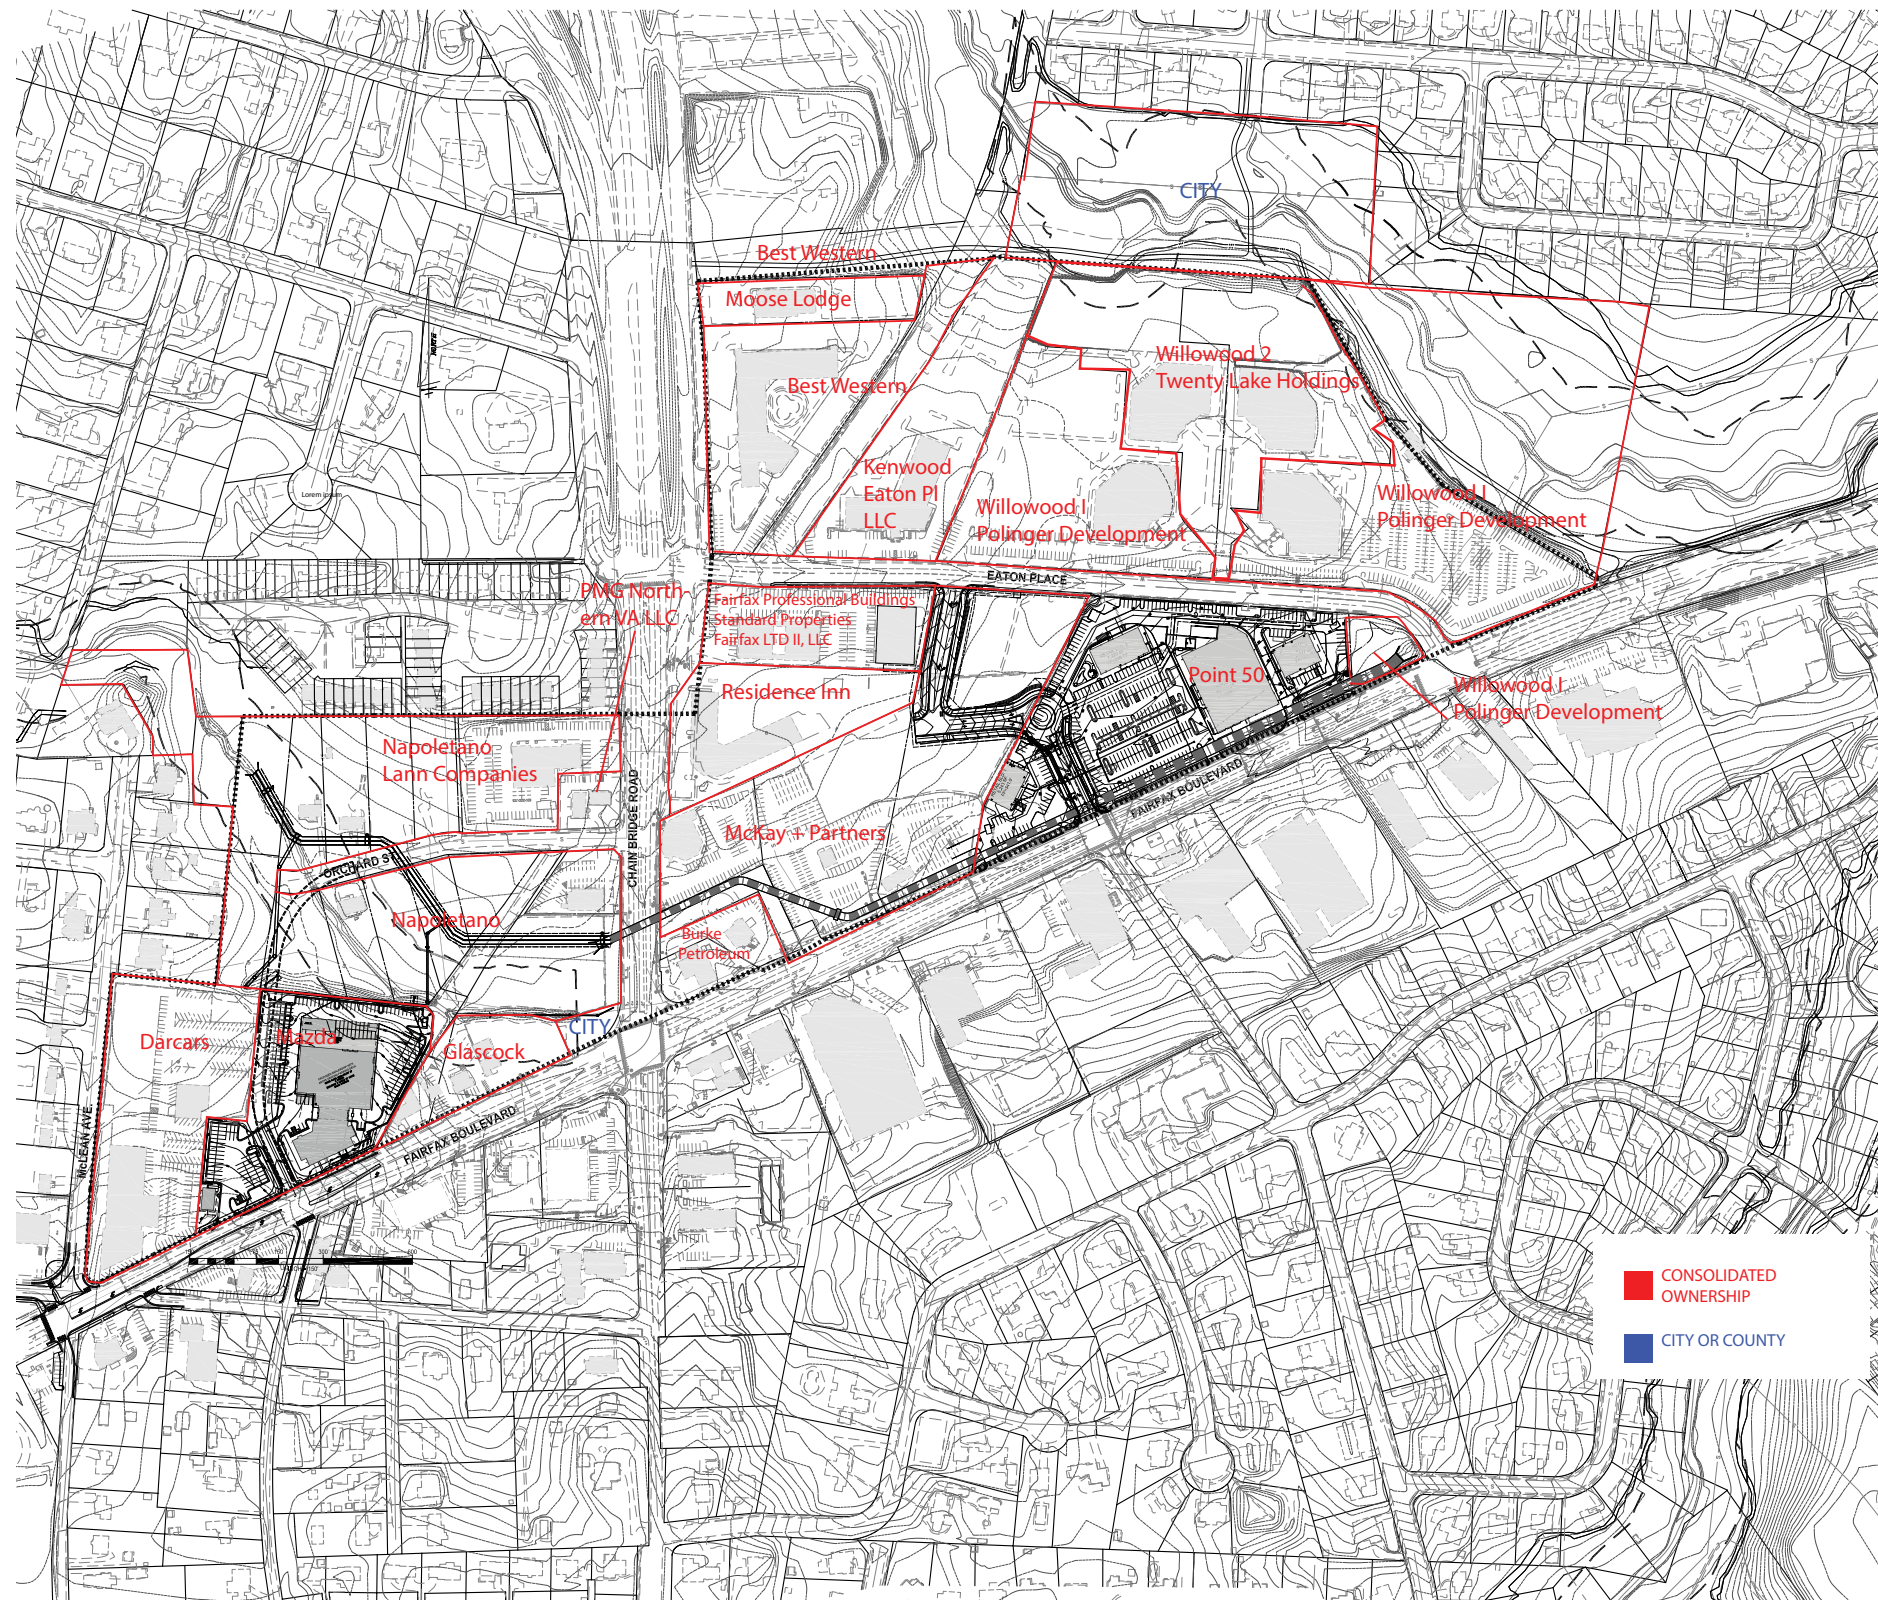 CITY
Best Western
Moose Lodge
Best Western
Willowood 2
Twenty Lake Holdings
Kenwood
Eaton Pl
LLC
Willowood I
Polinger Development
Willowood I
Polinger Development
Lorem ipsum
EATON PLACE
PMG North-
ern VA LLC
Fairfax Professional Buildings
Standard Properties
Fairfax LTD II, LLC
Residence Inn
Point 50
Willowood I
Polinger Development
Napoletano
Lann Companies
CHAIN BRIDGE ROAD
FAIRFAX BOULEVARD
McKay + Partners
ORCHARD ST.
Napoletano
Burke
Petroleum
CITY
Darcars
Mazda
Glascock
McLEAN AVE.
FAIRFAX BOULEVARD
CONSOLIDATED
OWNERSHIP
CITY OR COUNTY